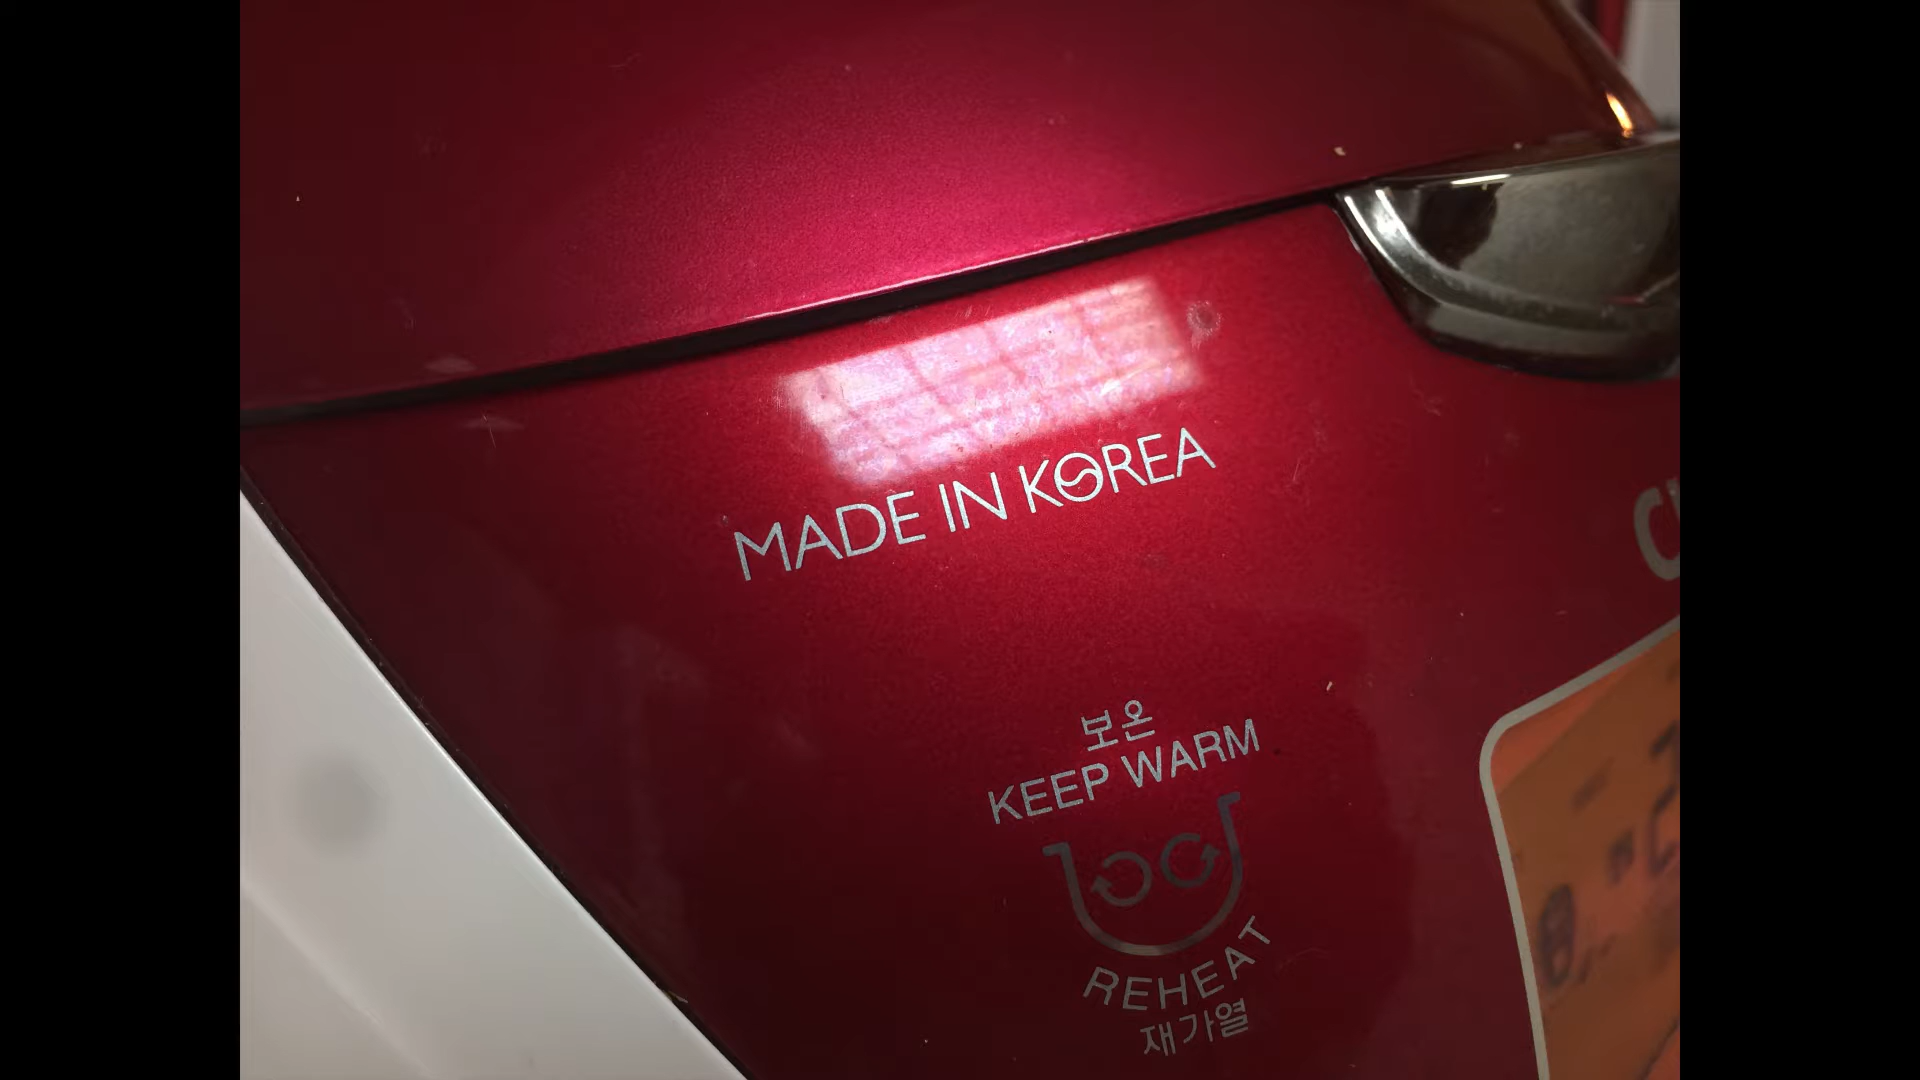 MADE IN KOREA
보온
KEEP WARM
REHEAT
재가열